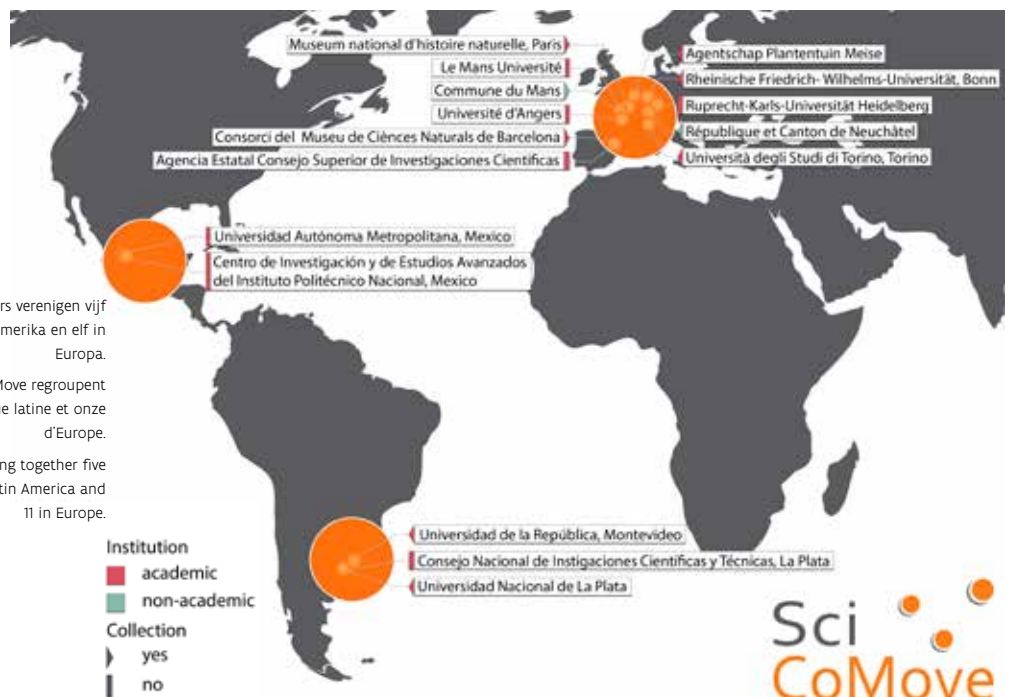 Museum national d'histoire naturelle, Paris
Le Mans Université
Commune du Mans
Université d'Angers
Consorci del Museu de Ciènces Naturals de Barcelona
Agencia Estatal Consejo Superior de Investigaciones Científicas
Agentschap Plantentuin Meise
Rheinische Friedrich- Wilhelms-Universität, Bonn
Ruprecht-Karls-Universität Heidelberg
République et Canton de Neuchâtel
Università degli Studi di Torino, Torino
Universidad Autónoma Metropolitana, Mexico
Centro de Investigación y de Estudios Avanzados
del Instituto Politécnico Nacional, Mexico
rs verenigen vijf
merika en elf in
Europa.
Move regroupent
e latine et onze
d'Europe.
ng together five
tin America and
11 in Europe.
Universidad de la República, Montevideo
Consejo Nacional de Instigaciones Científicas y Técnicas, La Plata
Universidad Nacional de La Plata
Institution
academic
non-academic
Collection
yes
no
Sci
CoMove